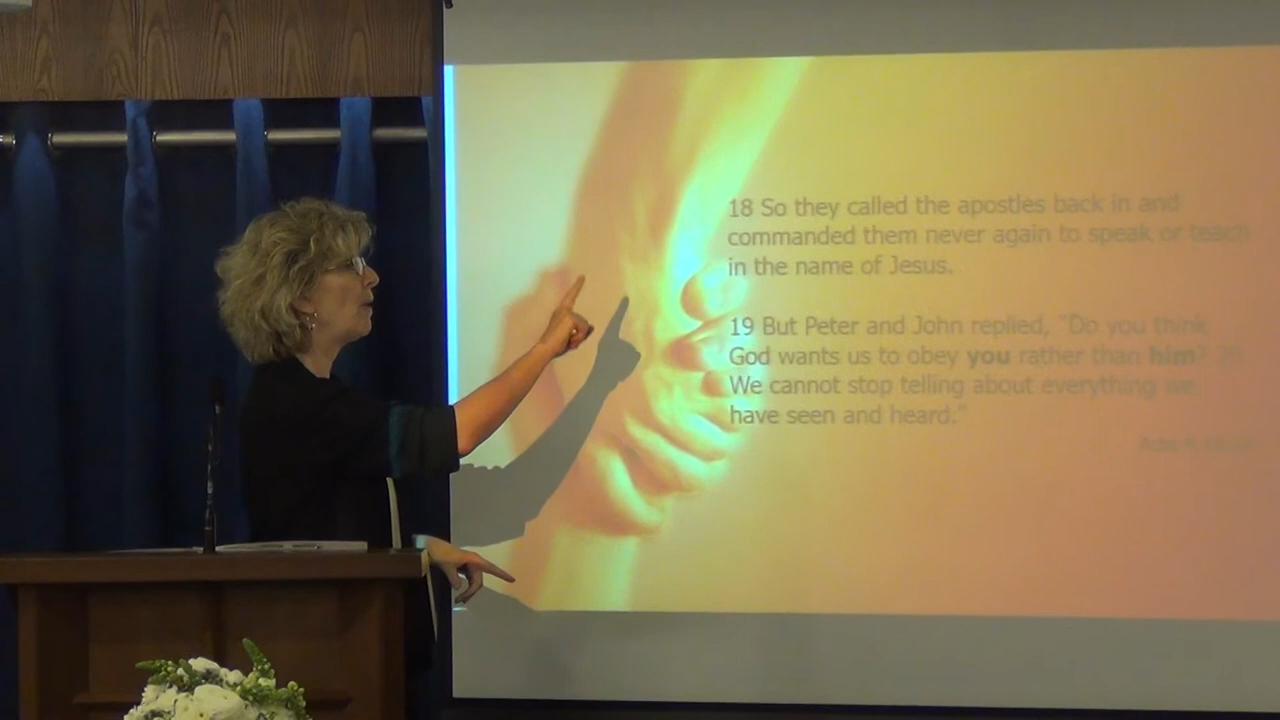 18 So they called the apostles back in and
commanded them never again to speak or teach
in the name of Jesus.
19 But Peter and John replied, "Do you think
God wants us to obey you rather than him? 20
We cannot stop telling about everything we
have seen and heard."